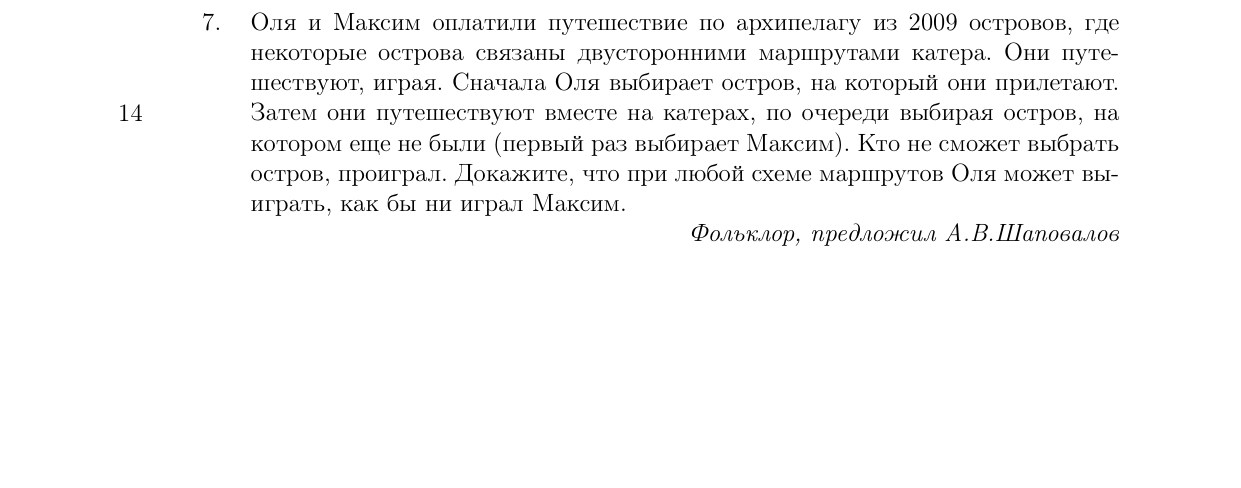 7. Оля и Максим оплатили путешествие по архипелагу из 2009 островов, где
некоторые острова связаны двусторонними маршрутами катера. Они путе-
шествуют, играя. Сначала Оля выбирает остров, на который они прилетают.
14 Затем они путешествуют вместе на катерах, по очереди выбирая остров, на
котором еще не были (первый раз выбирает Максим). Кто не сможет выбрать
остров, проиграл. Докажите, что при любой схеме маршрутов Оля может вы-
играть, как бы ни играл Максим.
Фольклор, предложил А.В.Шаповалов